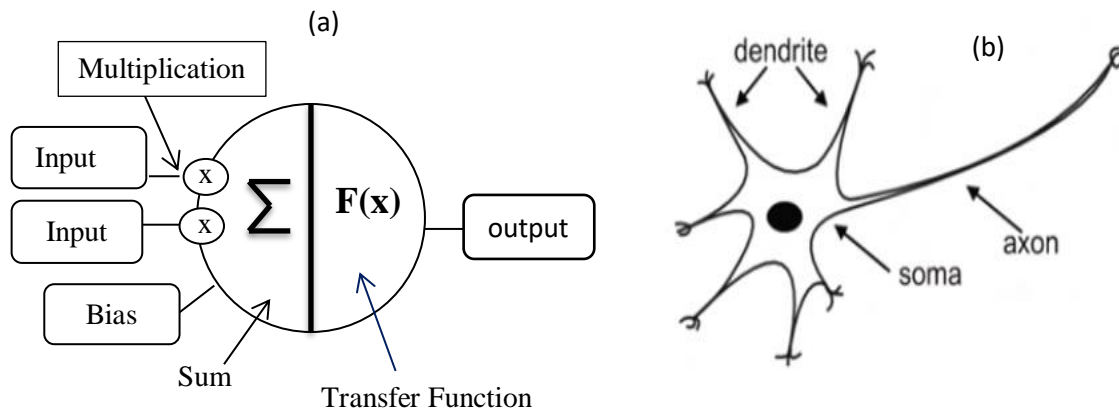 (a)
Multiplication
Input
x
Input
x
Bias
Σ
F(x)
output
Sum
Transfer Function
(b)
dendrite
axon
soma